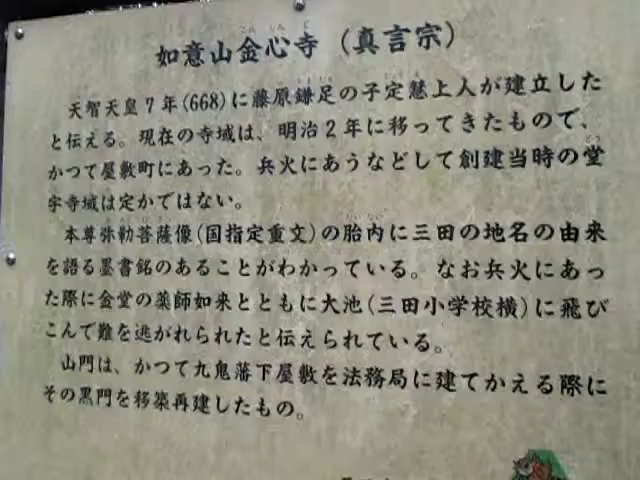 如意山金心寺(真言宗)
天智天皇7年(668)に藤原鎌足の子定慧上人が建立した
と伝える。現在の寺域は、明治2年に移ってきたもので、
かつて屋敷町にあった。兵火にあうなどして創建当時の堂
宇寺域は定かではない。
本尊弥勒菩薩像(国指定重文)の胎内に三田の地名の由来
を語る墨書銘のあることがわかっている。なお兵火にあっ
た際に金堂の薬師如来とともに大池(三田小学校横)に飛び
こんで難を逃がれられたと伝えられている。
山門は、かつて九鬼藩下屋敷を法務局に建てかえる際に
その黒門を移築再建したもの。